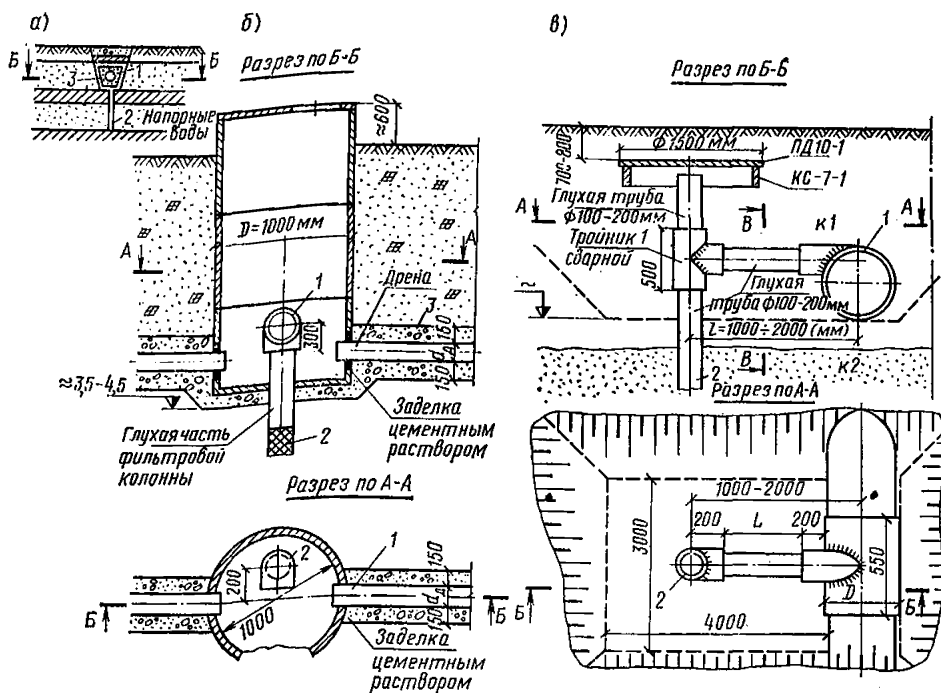 а)
Б
Б
3
1
2
Напорные
воды
б)
Разрез по Б-Б
≈600
D=1000мм
А
А
1
300
Дрена
3
150
dд
150
≈3,5-4,5
Глухая часть
фильтровой
колонны
2
Заделка
цементным
раствором
Разрез по А-А
2
1
200
1000
150
dд
150
Б
Б
Заделка
цементным
раствором
в)
Разрез по Б-Б
700-800
Ф1500 мм
ПД10-1
КС-7-1
Глухая труба
Ф100-200мм
А
А
В
к1
1
Тройник 1
сварной
500
Глухая
труба Ф100-200мм
l=1000÷2000 (мм)
В
к2
2
Разрез по А-А
1000-2000
200
L
200
3000
550
2
D
Б
Б
4000